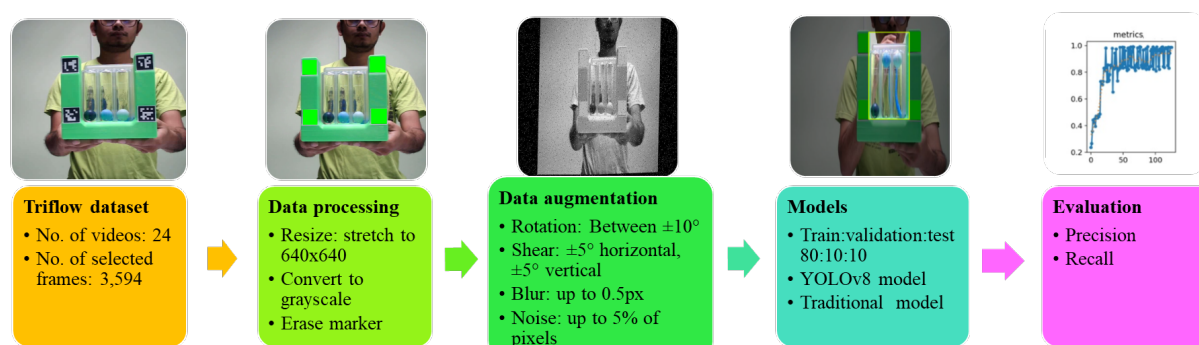 metrics,
1.0
0.8
0.6
0.4
0.2
0
50
100
Triflow dataset
• No. of videos: 24
• No. of selected
frames: 3,594
Data processing
• Resize: stretch to
640x640
• Convert to
grayscale
• Erase marker
Data augmentation
• Rotation: Between ±10°
• Shear: ±5° horizontal,
±5° vertical
• Blur: up to 0.5px
• Noise: up to 5% of
pixels
Models
• Train:validation:test
80:10:10
• YOLOv8 model
• Traditional model
Evaluation
• Precision
• Recall